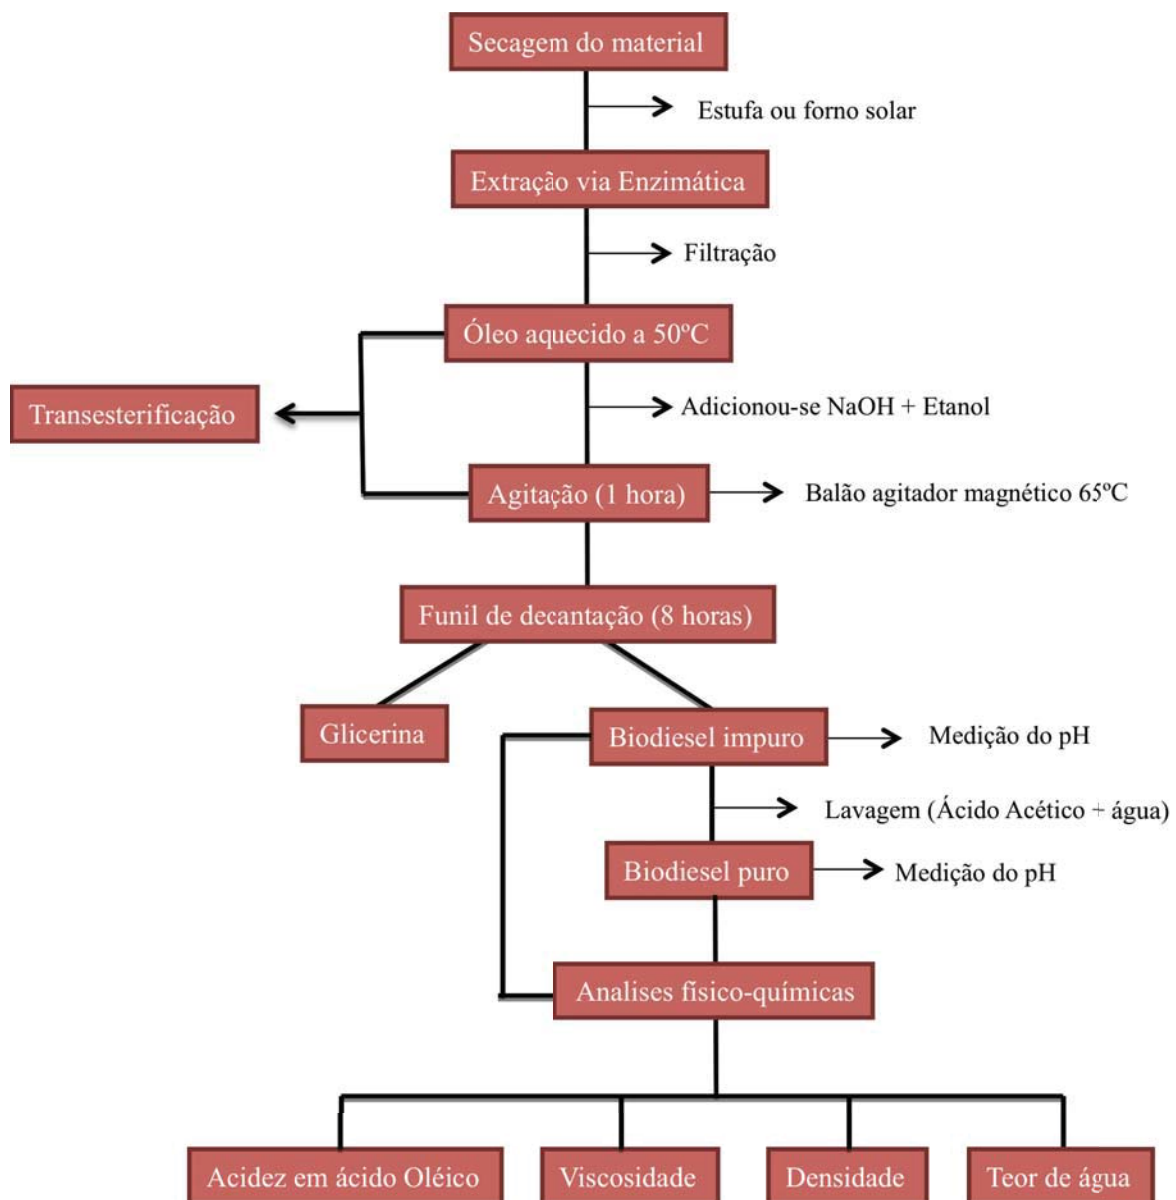 Secagem do material
Estufa ou forno solar
Extração via Enzimática
Filtração
Óleo aquecido a 50ºC
Transesterificação
Adicionou-se NaOH + Etanol
Agitação (1 hora)
Balão agitador magnético 65ºC
Funil de decantação (8 horas)
Glicerina
Biodiesel impuro
Medição do pH
Lavagem (Ácido Acético + água)
Biodiesel puro
Medição do pH
Analises físico-químicas
Acidez em ácido Oléico
Viscosidade
Densidade
Teor de água